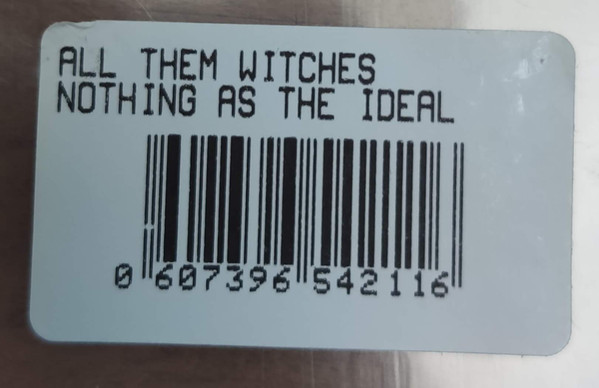 ALL THEM WITCHES
NOTHING AS THE IDEAL
0 607396 542116